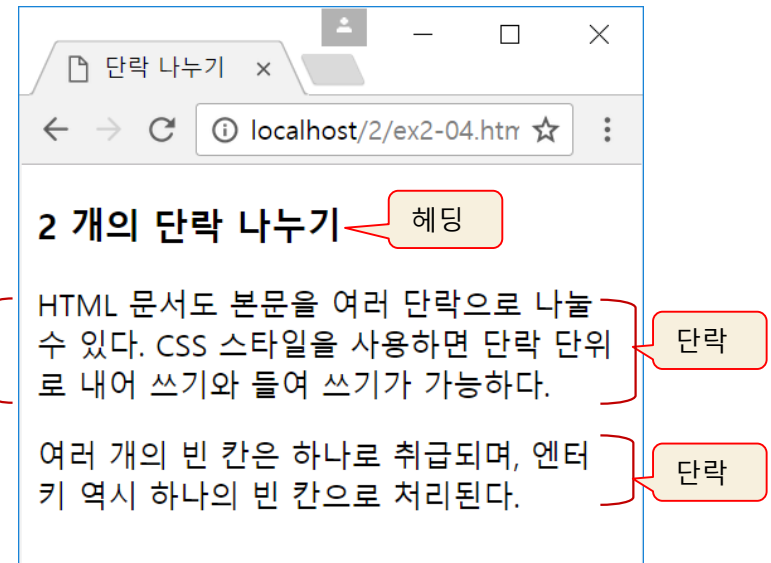 단락 나누기
localhost/2/ex2-04.htm
2 개의 단락 나누기
헤딩
HTML 문서도 본문을 여러 단락으로 나눌
수 있다. CSS 스타일을 사용하면 단락 단위
로 내어 쓰기와 들여 쓰기가 가능하다.
단락
여러 개의 빈 칸은 하나로 취급되며, 엔터
키 역시 하나의 빈 칸으로 처리된다.
단락